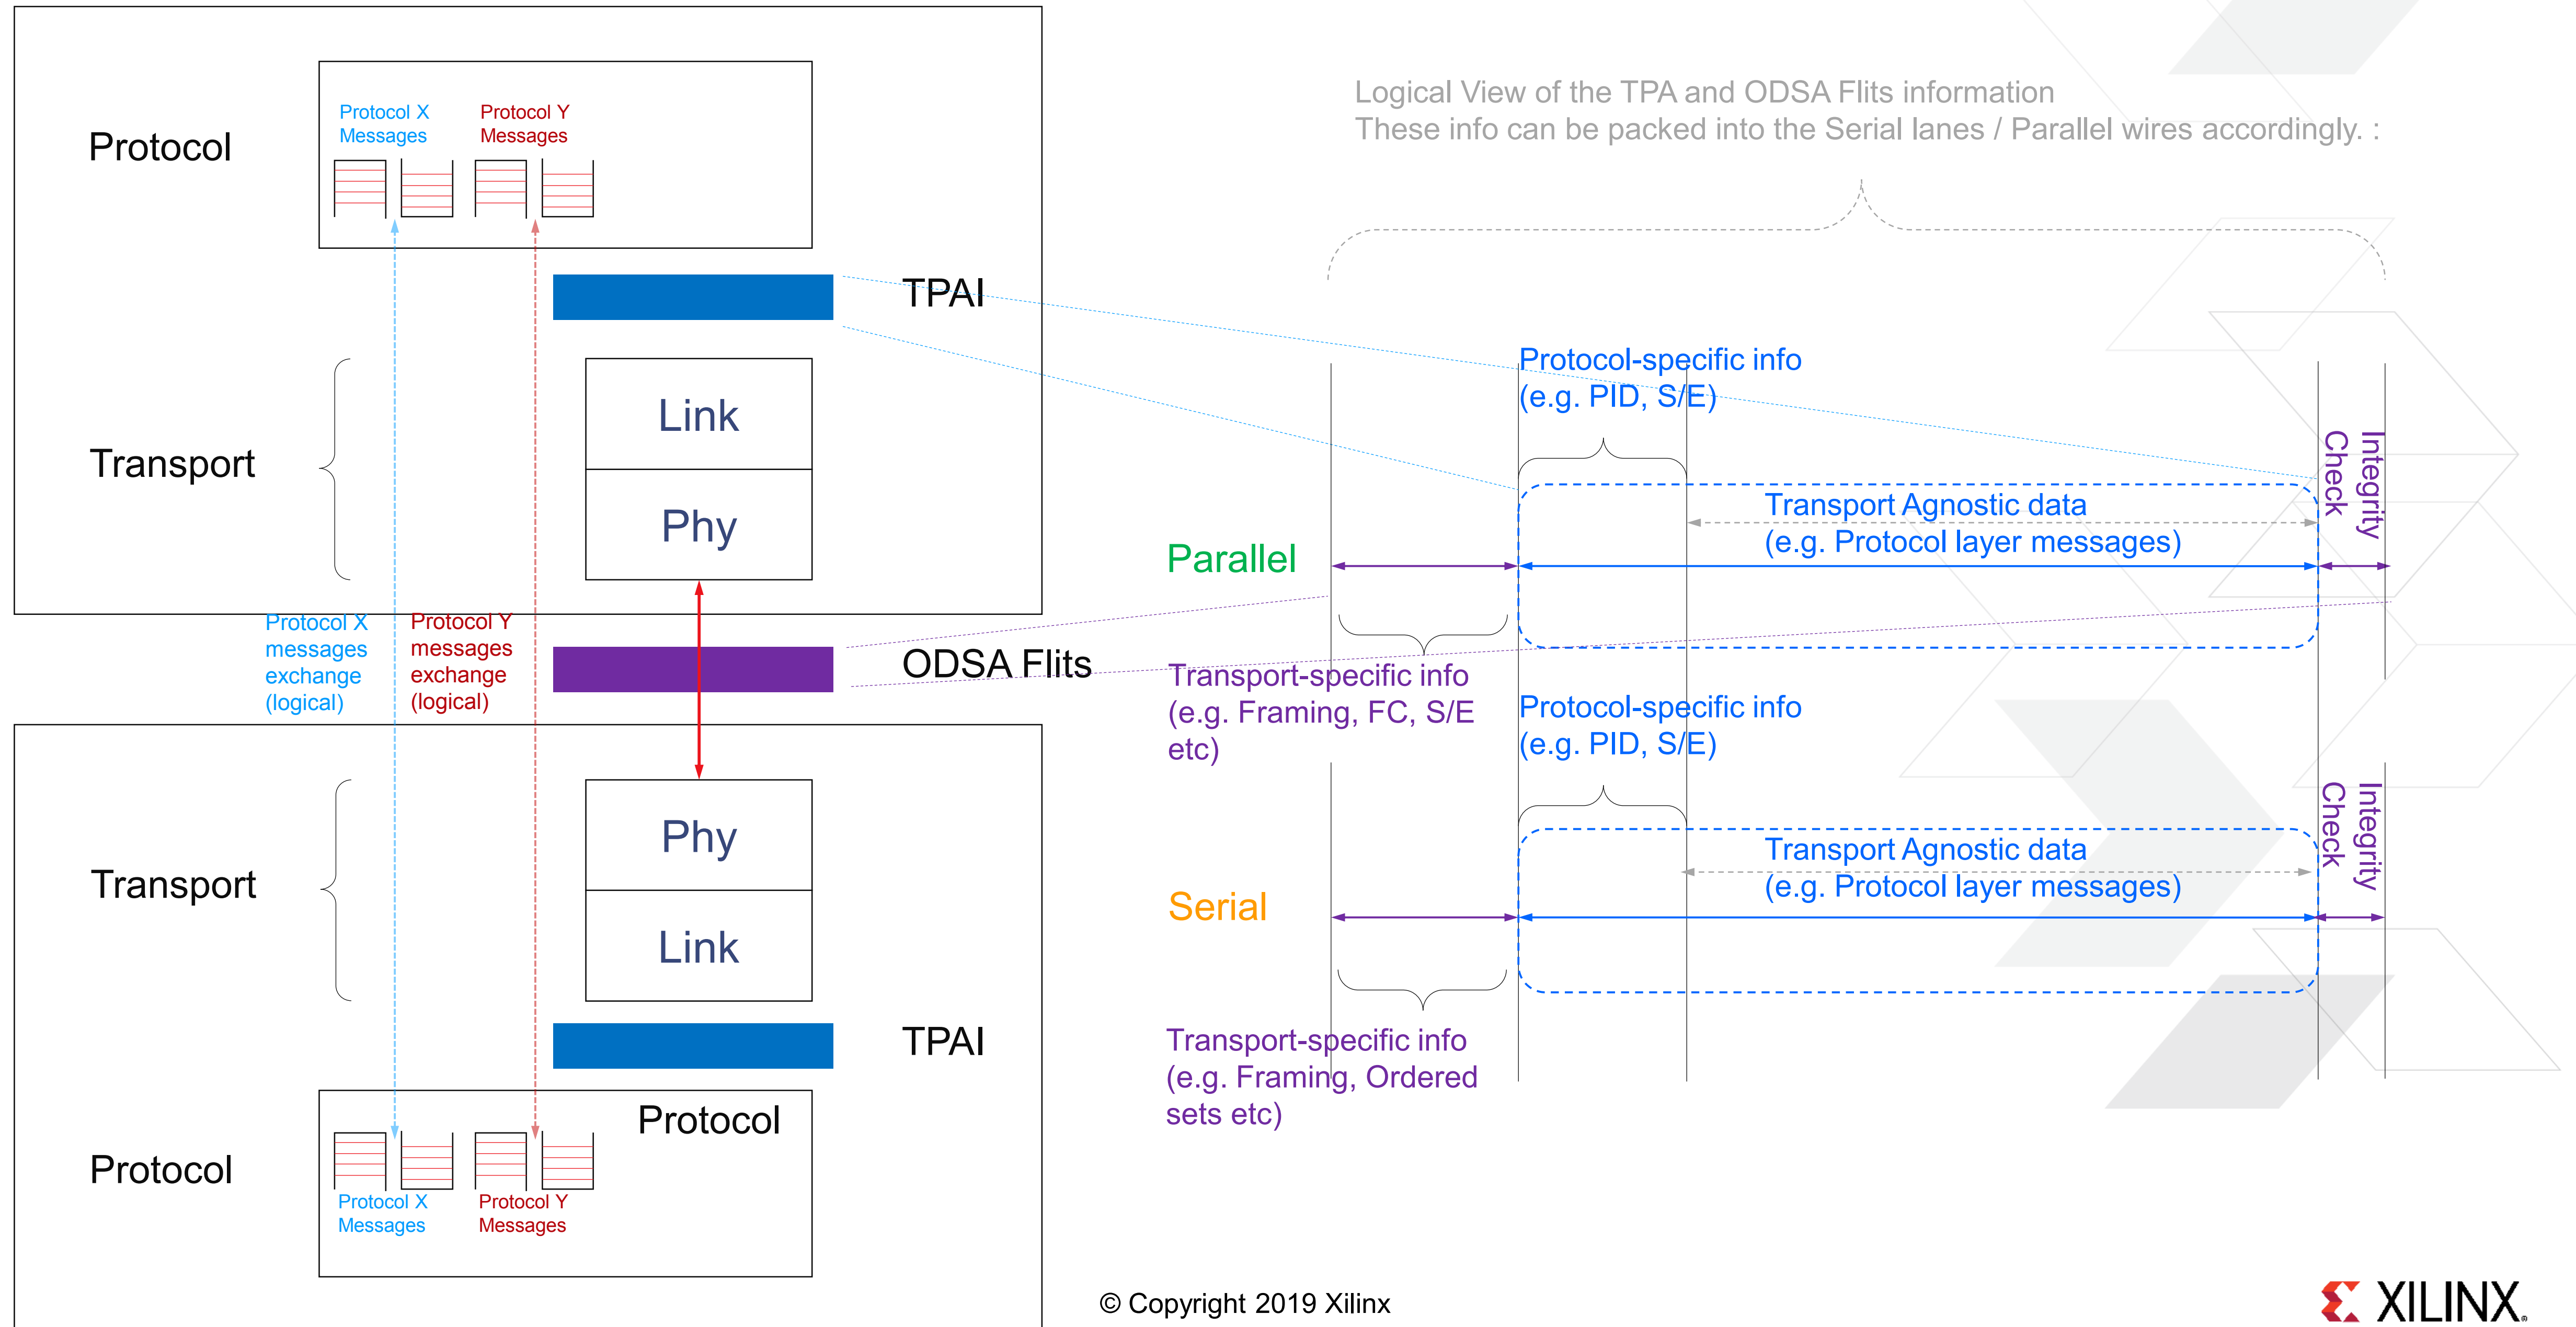 Protocol
Protocol X
Messages
Protocol Y
Messages
TPAI
Transport
Link
Phy
Protocol X
messages
exchange
(logical)
Protocol Y
messages
exchange
(logical)
ODSA Flits
Transport
Phy
Link
TPAI
Protocol
Protocol
Protocol X
Messages
Protocol Y
Messages
Logical View of the TPA and ODSA Flits information
These info can be packed into the Serial lanes / Parallel wires accordingly. :
Protocol-specific info
(e.g. PID, S/E)
Integrity
Check
Transport Agnostic data
(e.g. Protocol layer messages)
Parallel
Transport-specific info
(e.g. Framing, FC, S/E
etc)
Protocol-specific info
(e.g. PID, S/E)
Integrity
Check
Transport Agnostic data
(e.g. Protocol layer messages)
Serial
Transport-specific info
(e.g. Framing, Ordered
sets etc)
© Copyright 2019 Xilinx
XILINX